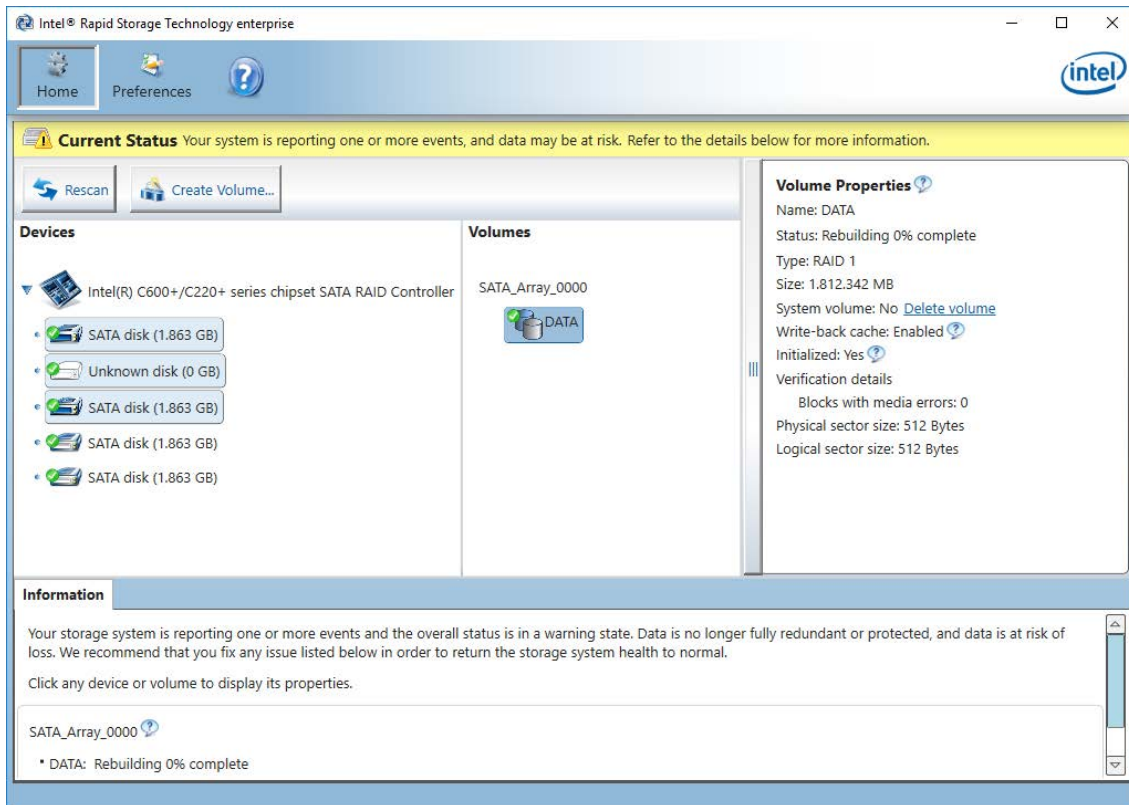 Intel® Rapid Storage Technology enterprise
Home
Preferences
?
intel
Current Status Your system is reporting one or more events, and data may be at risk. Refer to the details below for more information.
Rescan
Create Volume...
Devices
Intel(R) C600+/C220+ series chipset SATA RAID Controller
SATA disk (1.863 GB)
Unknown disk (0 GB)
SATA disk (1.863 GB)
SATA disk (1.863 GB)
SATA disk (1.863 GB)
Volumes
SATA_Array_0000
DATA
Volume Properties ?
Name: DATA
Status: Rebuilding 0% complete
Type: RAID 1
Size: 1.812.342 MB
System volume: No Delete volume
Write-back cache: Enabled ?
Initialized: Yes ?
Verification details
Blocks with media errors: 0
Physical sector size: 512 Bytes
Logical sector size: 512 Bytes
Information
Your storage system is reporting one or more events and the overall status is in a warning state. Data is no longer fully redundant or protected, and data is at risk of
loss. We recommend that you fix any issue listed below in order to return the storage system health to normal.
Click any device or volume to display its properties.
SATA_Array_0000 ?
• DATA: Rebuilding 0% complete